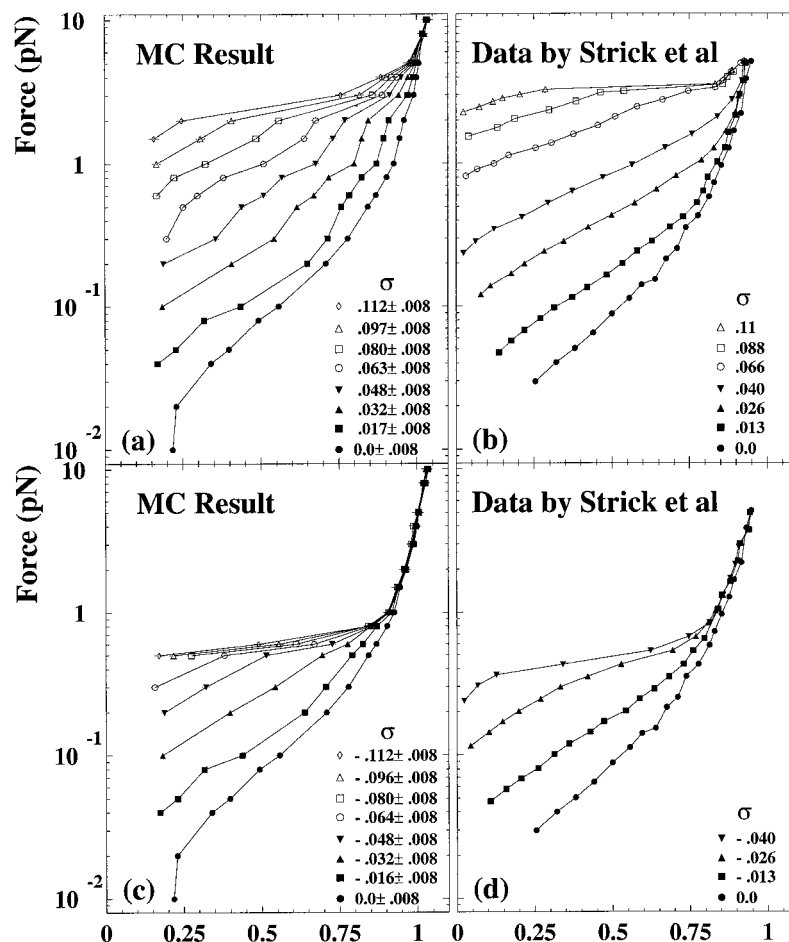 MC Result
Data by Strick et al
Force (pN)
10
1
10 -1
10 -2
σ
.112± .008
.097± .008
.080± .008
.063± .008
.048± .008
.032± .008
.017± .008
0.0± .008
(a)
σ
.11
.088
.066
.040
.026
.013
0.0
(b)
MC Result
Data by Strick et al
Force (pN)
10
1
10 -1
10 -2
σ
- .112± .008
- .096± .008
- .080± .008
- .064± .008
- .048± .008
- .032± .008
- .016± .008
0.0± .008
(c)
σ
- .040
- .026
- .013
0.0
(d)
0 0.25 0.5 0.75 1
0 0.25 0.5 0.75 1